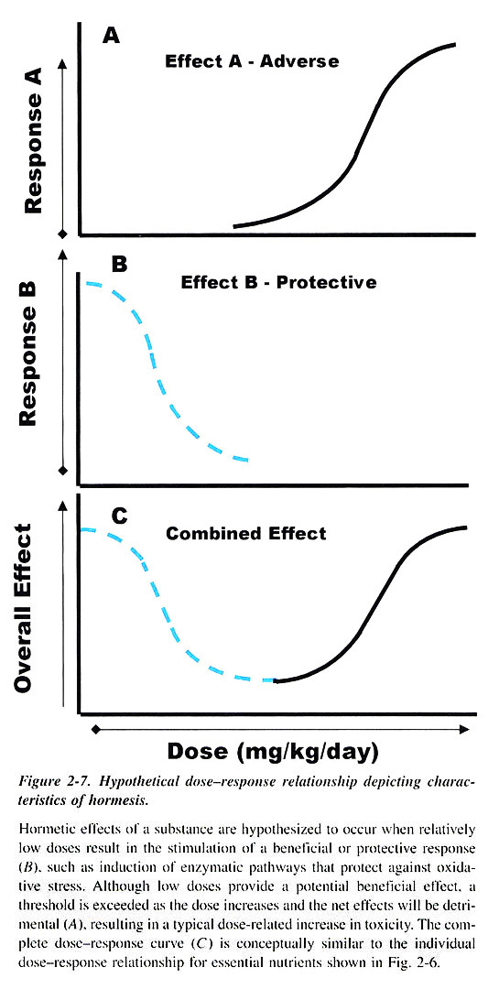 A
Effect A - Adverse
Response A
B
Effect B - Protective
Response B
C
Combined Effect
Overall Effect
Dose (mg/kg/day)
Figure 2-7. Hypothetical dose–response relationship depicting charac-
teristics of hormesis.
Hormetic effects of a substance are hypothesized to occur when relatively
low doses result in the stimulation of a beneficial or protective response
(B), such as induction of enzymatic pathways that protect against oxida-
tive stress. Although low doses provide a potential beneficial effect, a
threshold is exceeded as the dose increases and the net effects will be detri-
mental (A), resulting in a typical dose-related increase in toxicity. The com-
plete dose–response curve (C) is conceptually similar to the individual
dose–response relationship for essential nutrients shown in Fig. 2-6.